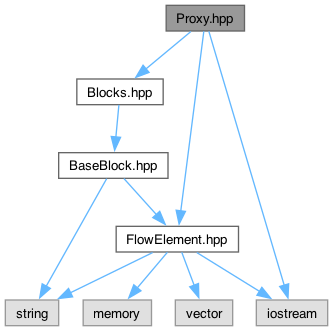 Proxy.hpp
Blocks.hpp
BaseBlock.hpp
FlowElement.hpp
string
memory
vector
iostream